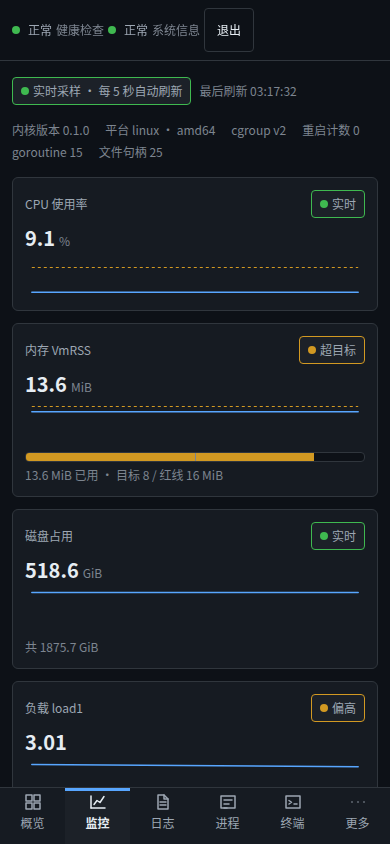 正常 健康检查 正常 系统信息 退出
实时采样 · 每 5 秒自动刷新 最后刷新 03:17:32
内核版本 0.1.0 平台 linux · amd64 cgroup v2 重启计数 0
goroutine 15 文件句柄 25
CPU 使用率 实时
9.1 %
内存 VmRSS 超目标
13.6 MiB
13.6 MiB 已用 · 目标 8 / 红线 16 MiB
磁盘占用 实时
518.6 GiB
共 1875.7 GiB
负载 load1 偏高
3.01
概览 监控 日志 进程 终端 更多